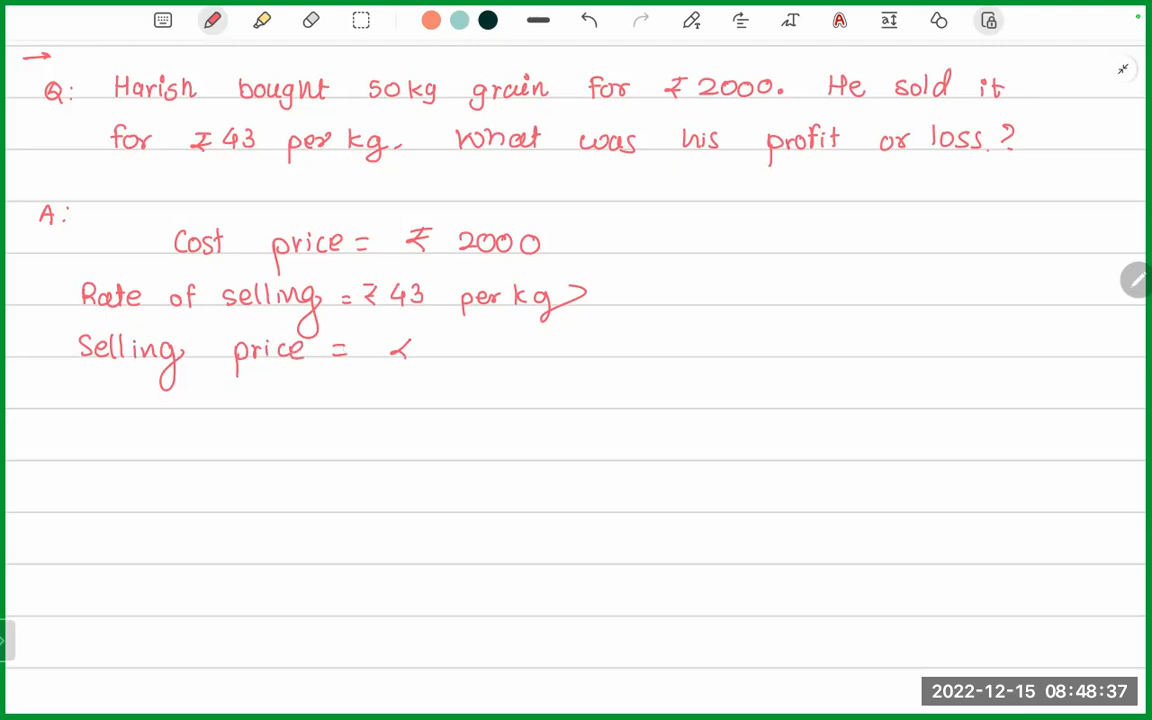 Q: Harish bought 50kg grain for ₹2000. He sold it
for ₹43 per kg. What was his profit or loss.?
A:
Cost price = ₹ 2000
Rate of selling = ₹43 per kg
Selling price =
2022-12-15 08:48:37